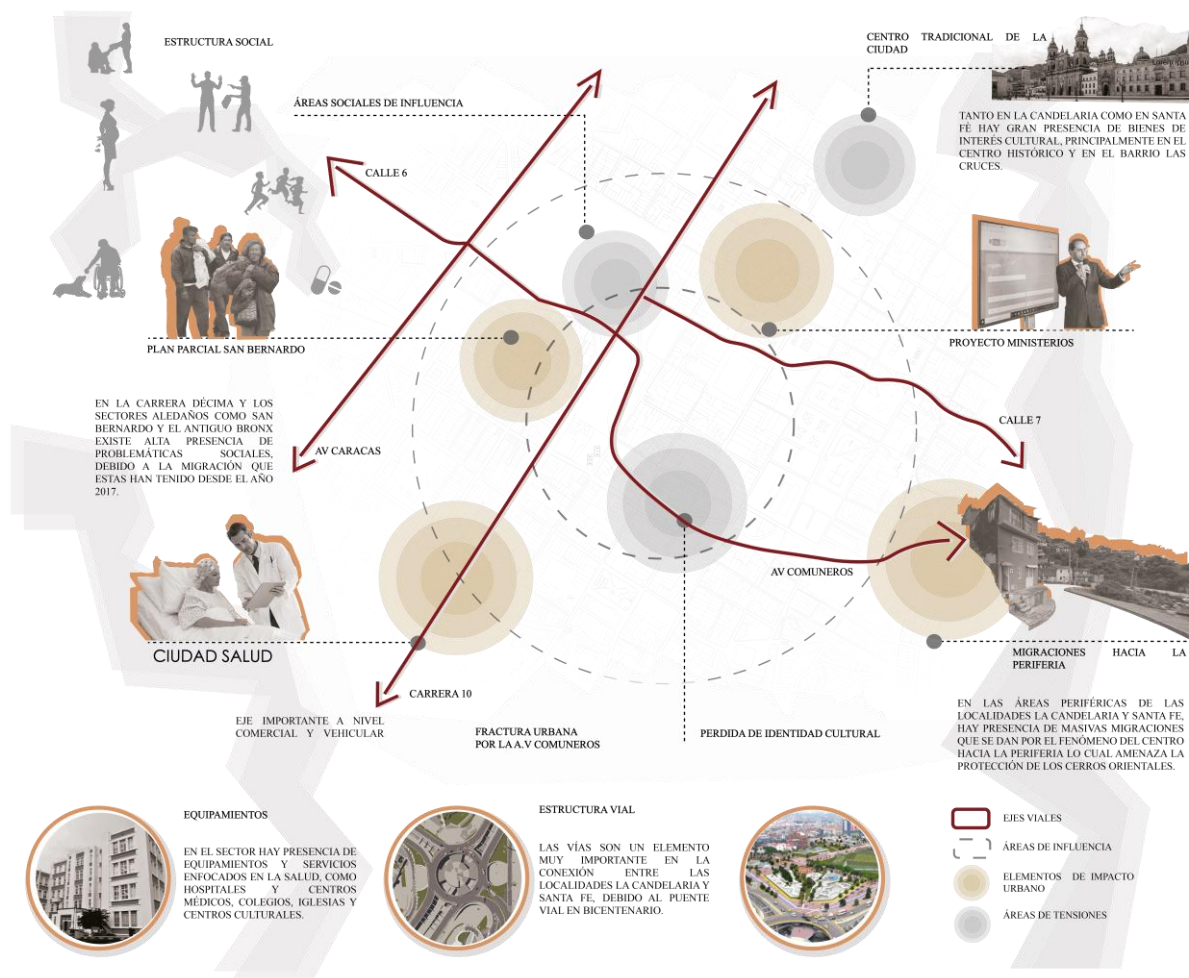 ESTRUCTURA SOCIAL
CENTRO TRADICIONAL DE LA
CIUDAD
ÁREAS SOCIALES DE INFLUENCIA
TANTO EN LA CANDELARIA COMO EN SANTA
FÈ HAY GRAN PRESENCIA DE BIENES DE
INTERÉS CULTURAL, PRINCIPALMENTE EN EL
CENTRO HISTÓRICO Y EN EL BARRIO LAS
CRUCES.
CALLE 6
PLAN PARCIAL SAN BERNARDO
PROYECTO MINISTERIOS
EN LA CARRERA DÉCIMA Y LOS
SECTORES ALEDAÑOS COMO SAN
BERNARDO Y EL ANTIGUO BRONX
EXISTE ALTA PRESENCIA DE
PROBLEMÁTICAS SOCIALES,
DEBIDO A LA MIGRACIÓN QUE
ESTAS HAN TENIDO DESDE EL AÑO
2017.
AV CARACAS
CALLE 7
AV COMUNEROS
CIUDAD SALUD
MIGRACIONES HACIA LA
PERIFERIA
CARRERA 10
EJE IMPORTANTE A NIVEL
COMERCIAL Y VEHICULAR
FRACTURA URBANA
POR LA A.V COMUNEROS
PERDIDA DE IDENTIDAD CULTURAL
EN LAS ÁREAS PERIFÉRICAS DE LAS
LOCALIDADES LA CANDELARIA Y SANTA FE,
HAY PRESENCIA DE MASIVAS MIGRACIONES
QUE SE DAN POR EL FENÓMENO DEL CENTRO
HACIA LA PERIFERIA LO CUAL AMENAZA LA
PROTECCIÓN DE LOS CERROS ORIENTALES.
EQUIPAMIENTOS
EN EL SECTOR HAY PRESENCIA DE
EQUIPAMIENTOS Y SERVICIOS
ENFOCADOS EN LA SALUD, COMO
HOSPITALES Y CENTROS
MÉDICOS, COLEGIOS, IGLESIAS Y
CENTROS CULTURALES.
ESTRUCTURA VIAL
LAS VÍAS SON UN ELEMENTO
MUY IMPORTANTE EN LA
CONEXIÓN ENTRE LAS
LOCALIDADES LA CANDELARIA Y
SANTA FE, DEBIDO AL PUENTE
VIAL EN BICENTENARIO.
EJES VIALES
ÁREAS DE INFLUENCIA
ELEMENTOS DE IMPACTO
URBANO
ÁREAS DE TENSIONES